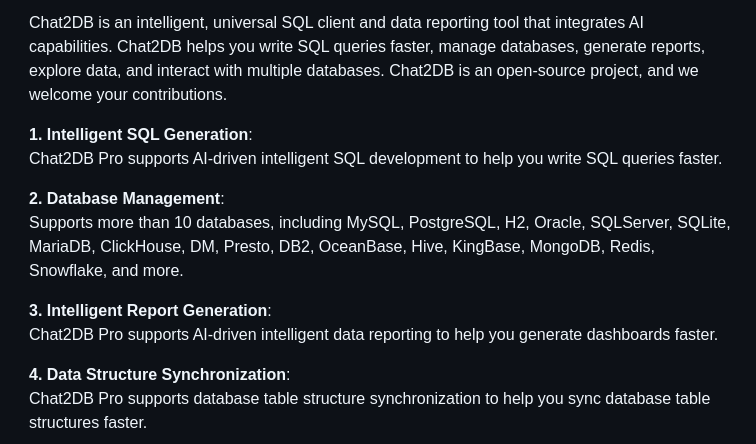 Chat2DB is an intelligent, universal SQL client and data reporting tool that integrates AI
capabilities. Chat2DB helps you write SQL queries faster, manage databases, generate reports,
explore data, and interact with multiple databases. Chat2DB is an open-source project, and we
welcome your contributions.
1. Intelligent SQL Generation:
Chat2DB Pro supports AI-driven intelligent SQL development to help you write SQL queries faster.
2. Database Management:
Supports more than 10 databases, including MySQL, PostgreSQL, H2, Oracle, SQLServer, SQLite,
MariaDB, ClickHouse, DM, Presto, DB2, OceanBase, Hive, KingBase, MongoDB, Redis,
Snowflake, and more.
3. Intelligent Report Generation:
Chat2DB Pro supports AI-driven intelligent data reporting to help you generate dashboards faster.
4. Data Structure Synchronization:
Chat2DB Pro supports database table structure synchronization to help you sync database table
structures faster.